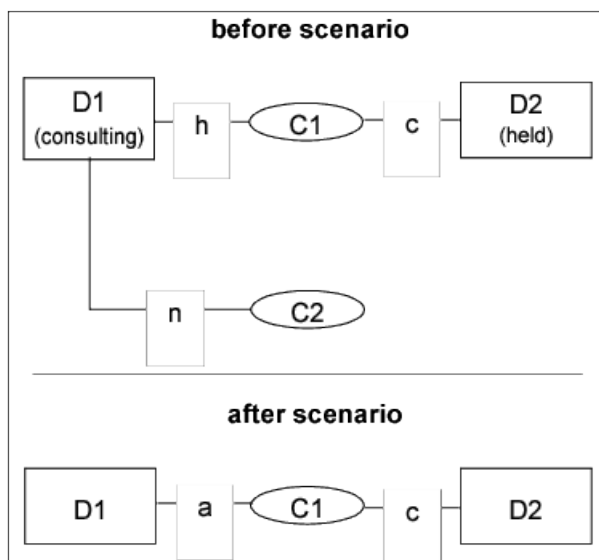 before scenario
D1
(consulting)
h
C1
c
D2
(held)
n
C2
after scenario
D1
a
C1
c
D2